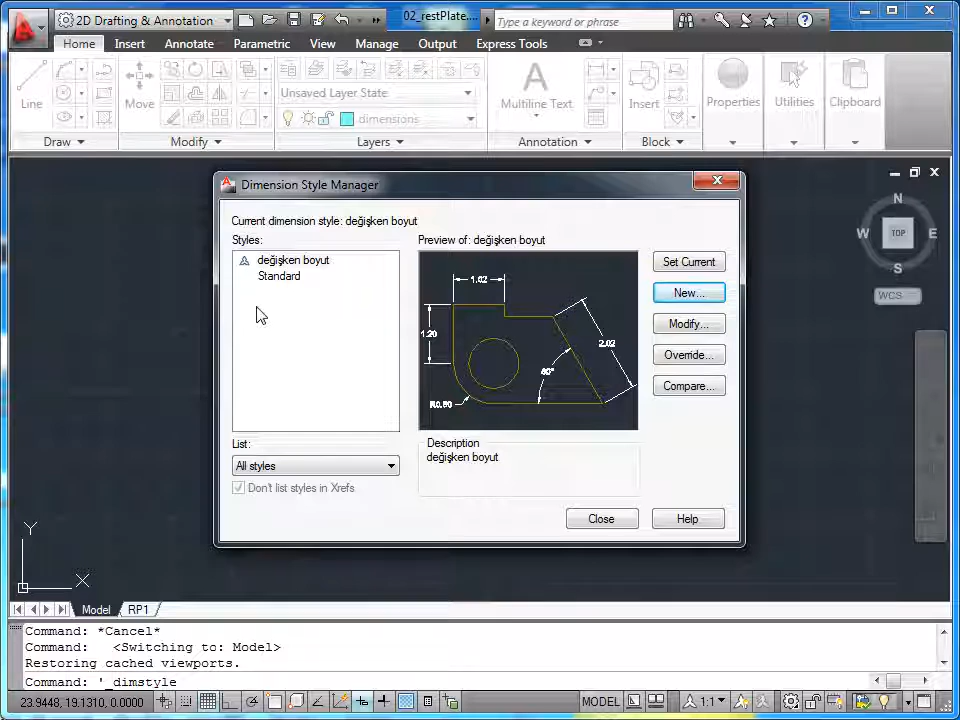 2D Drafting & Annotation
02_restPlate....
Type a keyword or phrase
Home Insert Annotate Parametric View Manage Output Express Tools
Line Move Unsaved Layer State dimensions Multiline Text Insert Properties Utilities Clipboard
Draw Modify Layers Annotation Block
Dimension Style Manager
Current dimension style: değişken boyut
Styles: Preview of: değişken boyut
değişken boyut
Standard
1.02
1.20
2.02
60°
R0.80
Set Current
New...
Modify...
Override...
Compare...
List:
All styles
Don't list styles in Xrefs
Description
değişken boyut
Close Help
N
W TOP E
S
WCS
Y
X
Model RP1
Command: *Cancel*
Command: <Switching to: Model>
Restoring cached viewports.
Command: '_dimstyle
23.9448, 19.1310, 0.0000 MODEL 1:1